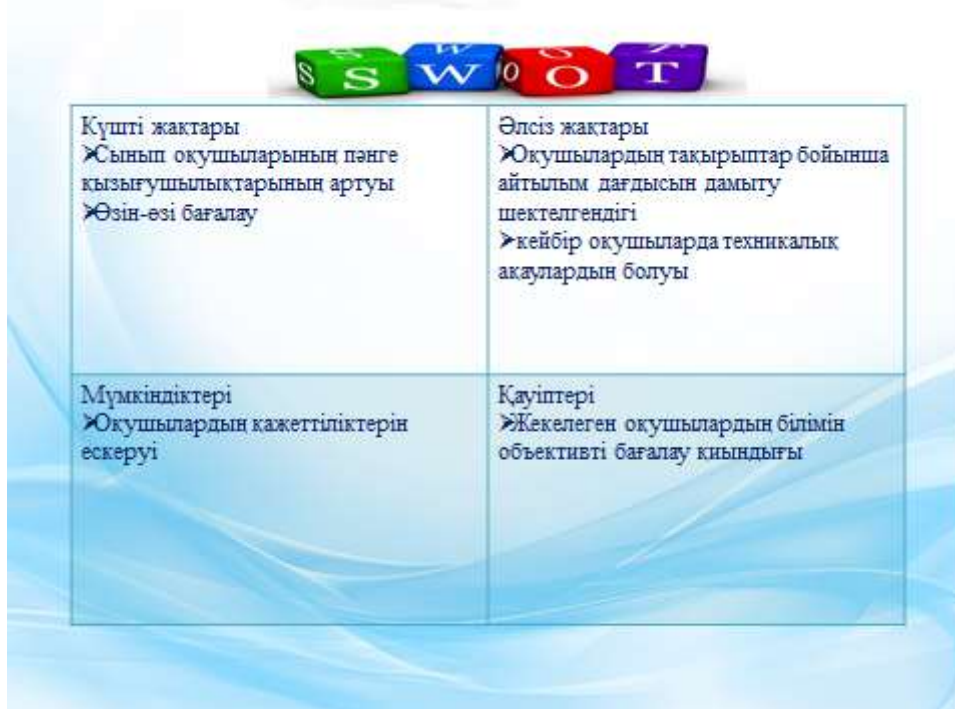 S W O T
S S W O O T
Күшті жақтары
➢Сынып оқушыларының пәнге
қызығушылықтарының артуы
➢Өзін-өзі бағалау
Әлсіз жақтары
➢Оқушылардың тақырыптар бойынша
айтылым дағдысын дамыту
шектелгендігі
➢кейбір оқушыларда техникалық
ақаулардың болуы
Мүмкіндіктері
➢Оқушылардың қажеттіліктерін
ескеруі
Қауіптері
➢Жекелеген оқушылардың білімін
объективті бағалау қиындығы